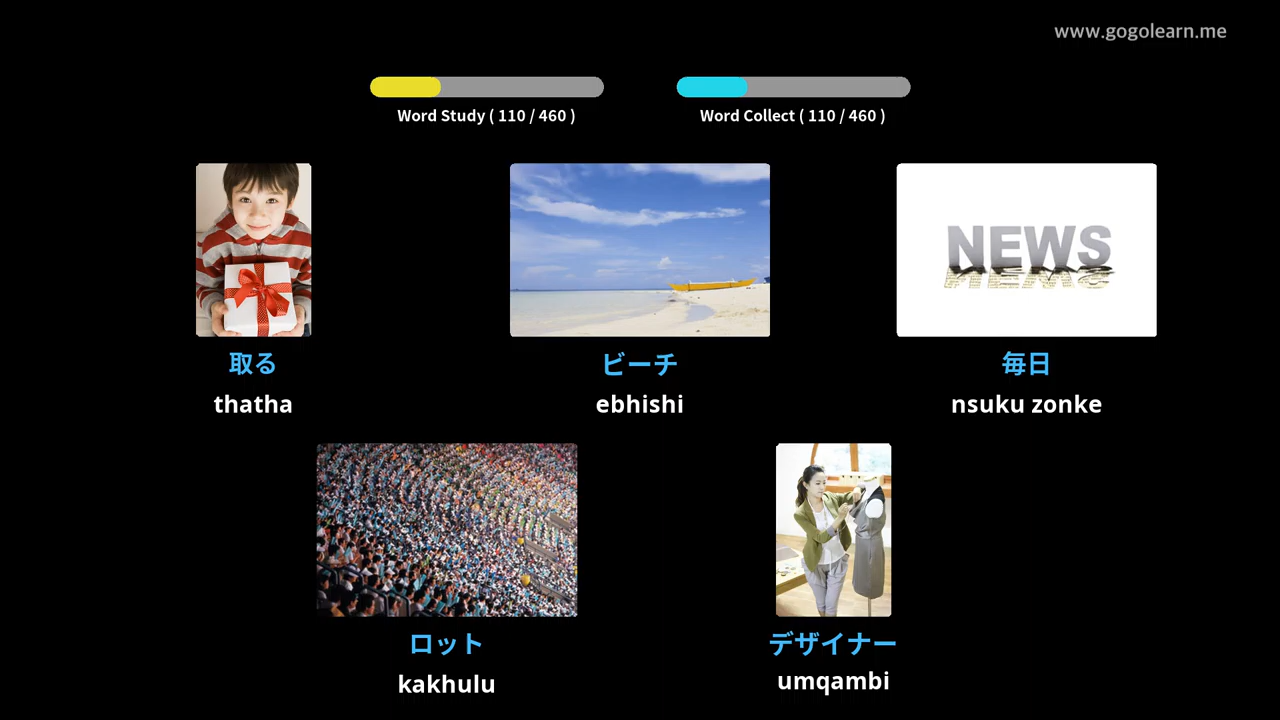 www.gogolearn.me
Word Study ( 110 / 460 )
Word Collect ( 110 / 460 )
NEWS
取る
thatha
ビーチ
ebhishi
毎日
nsuku zonke
ロット
kakhulu
デザイナー
umqambi